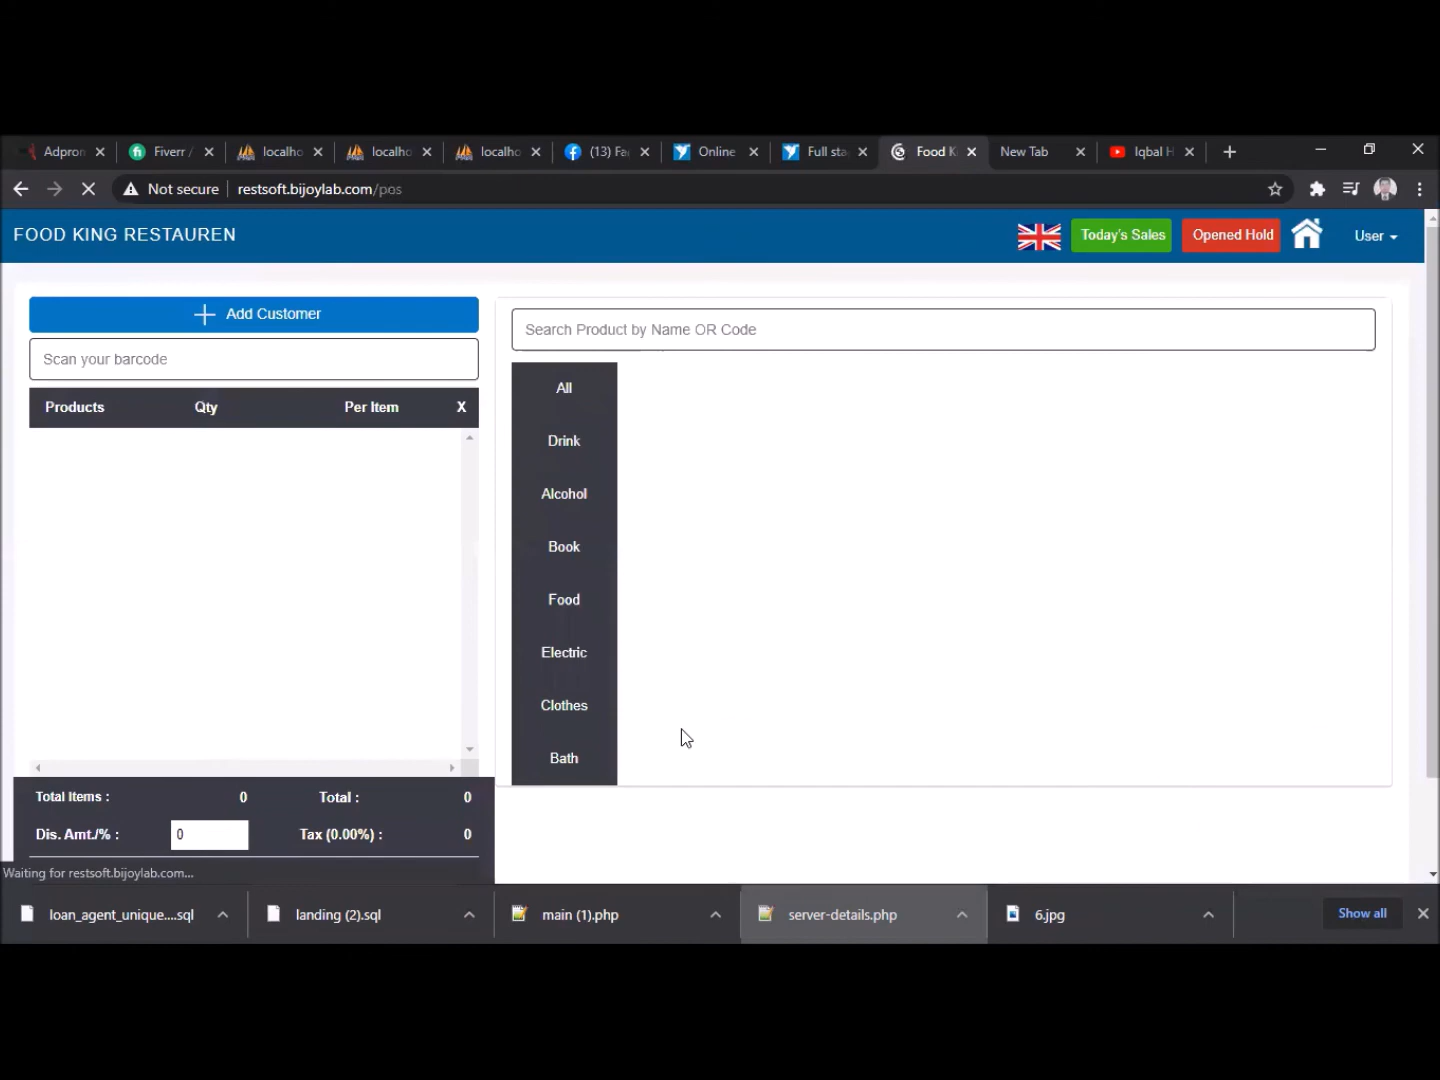 Adpron
Fiverr /
localho
localho
localho
(13) Fa
Online
Full sta
Food K
New Tab
Iqbal H
Not secure
restsoft.bijoylab.com/pos
FOOD KING RESTAUREN
Today's Sales
Opened Hold
User
Add Customer
Scan your barcode
Products Qty Per Item X
Search Product by Name OR Code
All
Drink
Alcohol
Book
Food
Electric
Clothes
Bath
Total Items : 0 Total : 0
Dis. Amt./% : 0 Tax (0.00%) : 0
Waiting for restsoft.bijoylab.com...
loan_agent_unique....sql
landing (2).sql
main (1).php
server-details.php
6.jpg
Show all